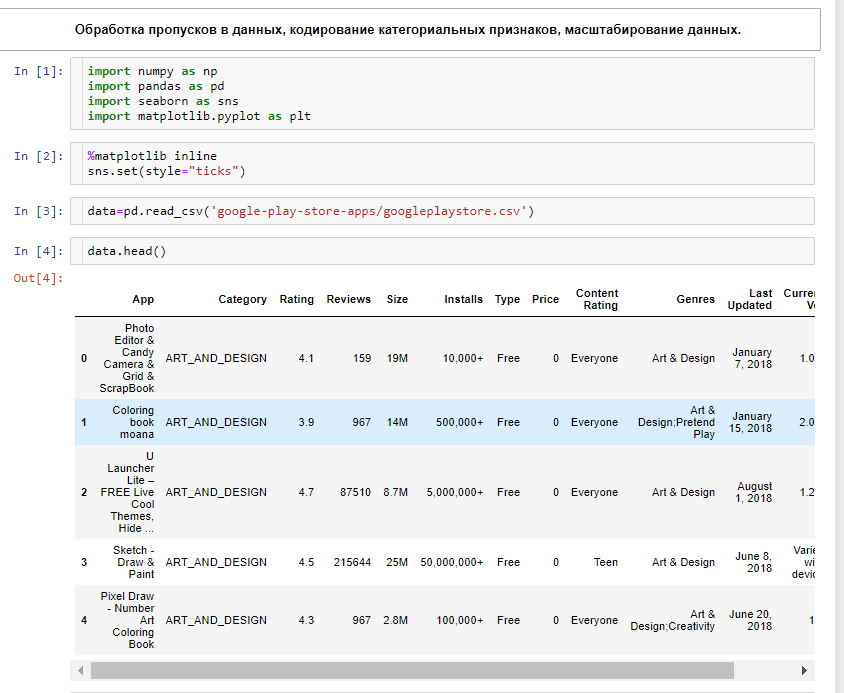 Обработка пропусков в данных, кодирование категориальных признаков, масштабирование данных.
In [1]: import numpy as np
import pandas as pd
import seaborn as sns
import matplotlib.pyplot as plt
In [2]: %matplotlib inline
sns.set(style="ticks")
In [3]: data=pd.read_csv('google-play-store-apps/googleplaystore.csv')
In [4]: data.head()
Out[4]:
App Category Rating Reviews Size Installs Type Price Content Rating Genres Last Updated
0 Photo Editor & Candy Camera & Grid & ScrapBook ART_AND_DESIGN 4.1 159 19M 10,000+ Free 0 Everyone Art & Design January 7, 2018 1.0
1 Coloring book moana ART_AND_DESIGN 3.9 967 14M 500,000+ Free 0 Everyone Art & Design;Pretend Play January 15, 2018 2.0
2 U Launcher Lite – FREE Live Cool Themes, Hide ... ART_AND_DESIGN 4.7 87510 8.7M 5,000,000+ Free 0 Everyone Art & Design August 1, 2018 1.2
3 Sketch - Draw & Paint ART_AND_DESIGN 4.5 215644 25M 50,000,000+ Free 0 Teen Art & Design June 8, 2018
4 Pixel Draw - Number Art Coloring Book ART_AND_DESIGN 4.3 967 2.8M 100,000+ Free 0 Everyone Art & Design;Creativity June 20, 2018 1